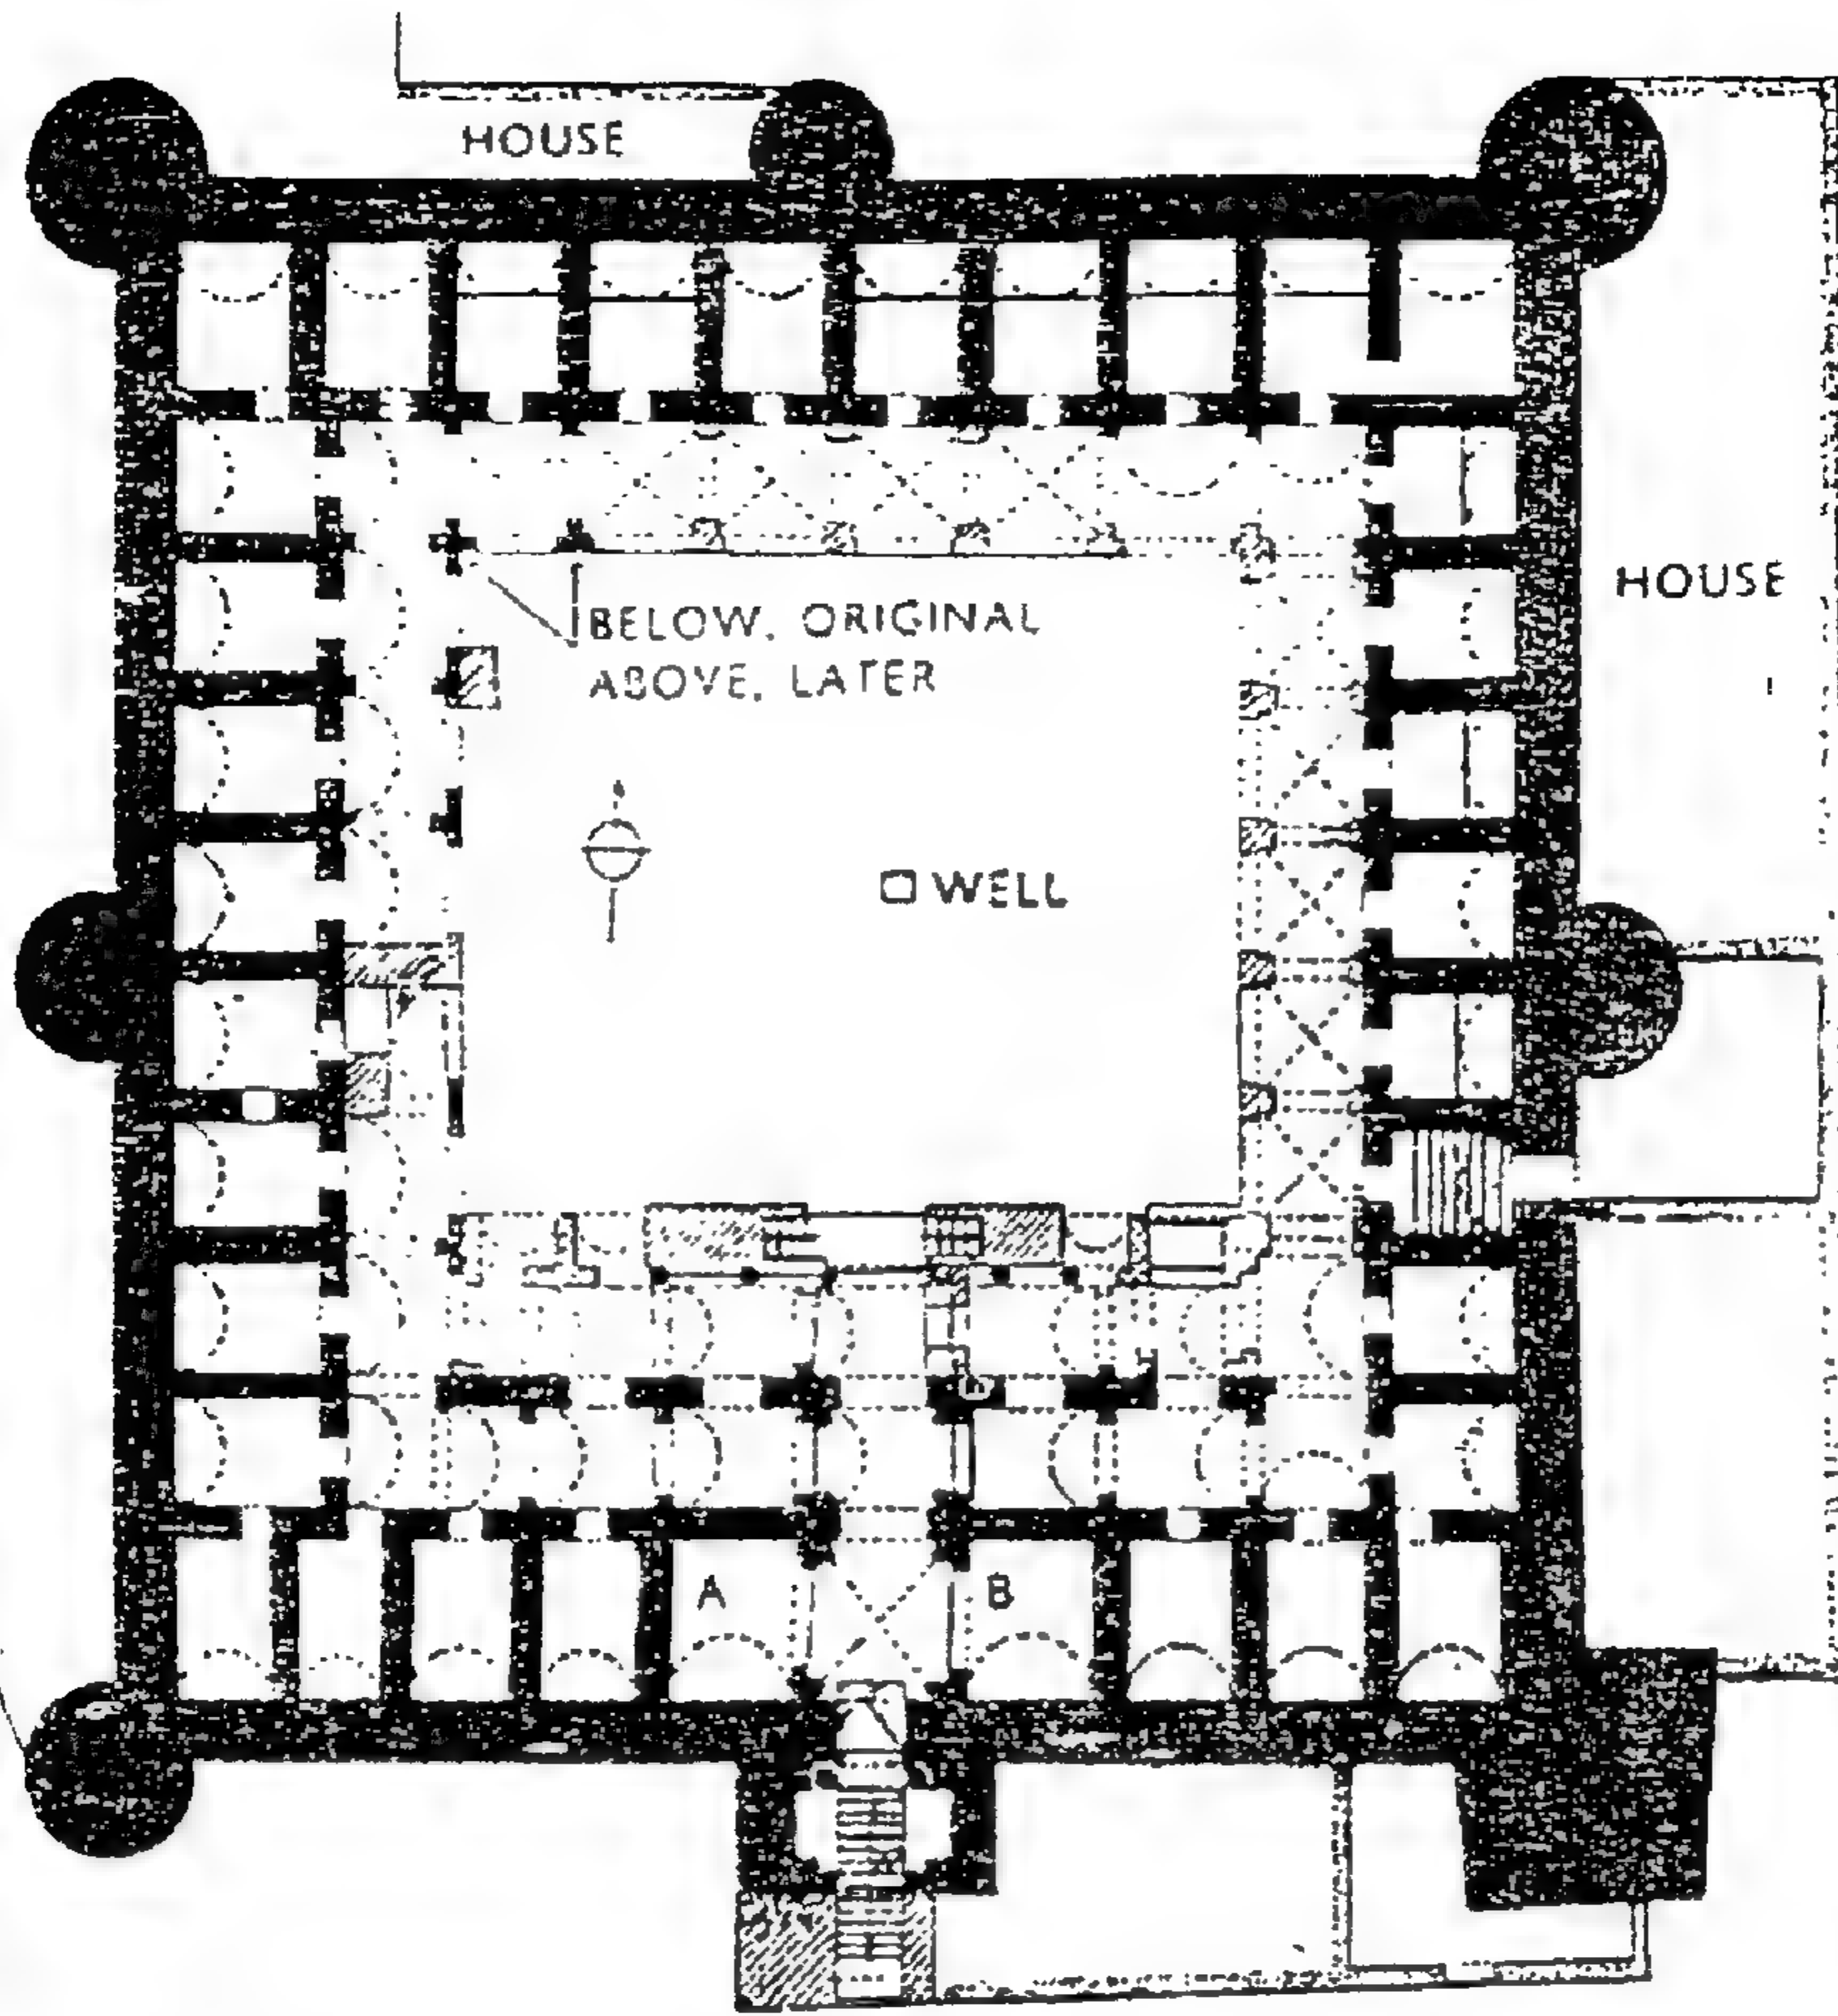 HOUSE
HOUSE
BELOW, ORIGINAL
ABOVE, LATER
WELL
A
B